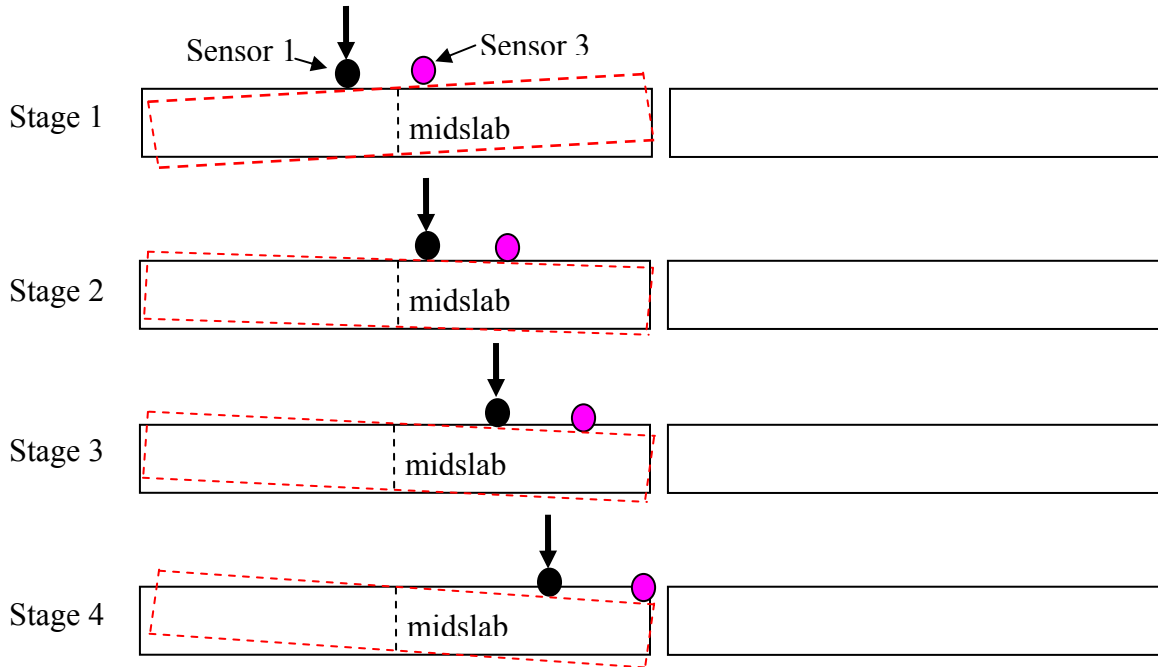 Sensor 1
Sensor 3
Stage 1
midslab
Stage 2
midslab
Stage 3
midslab
Stage 4
midslab